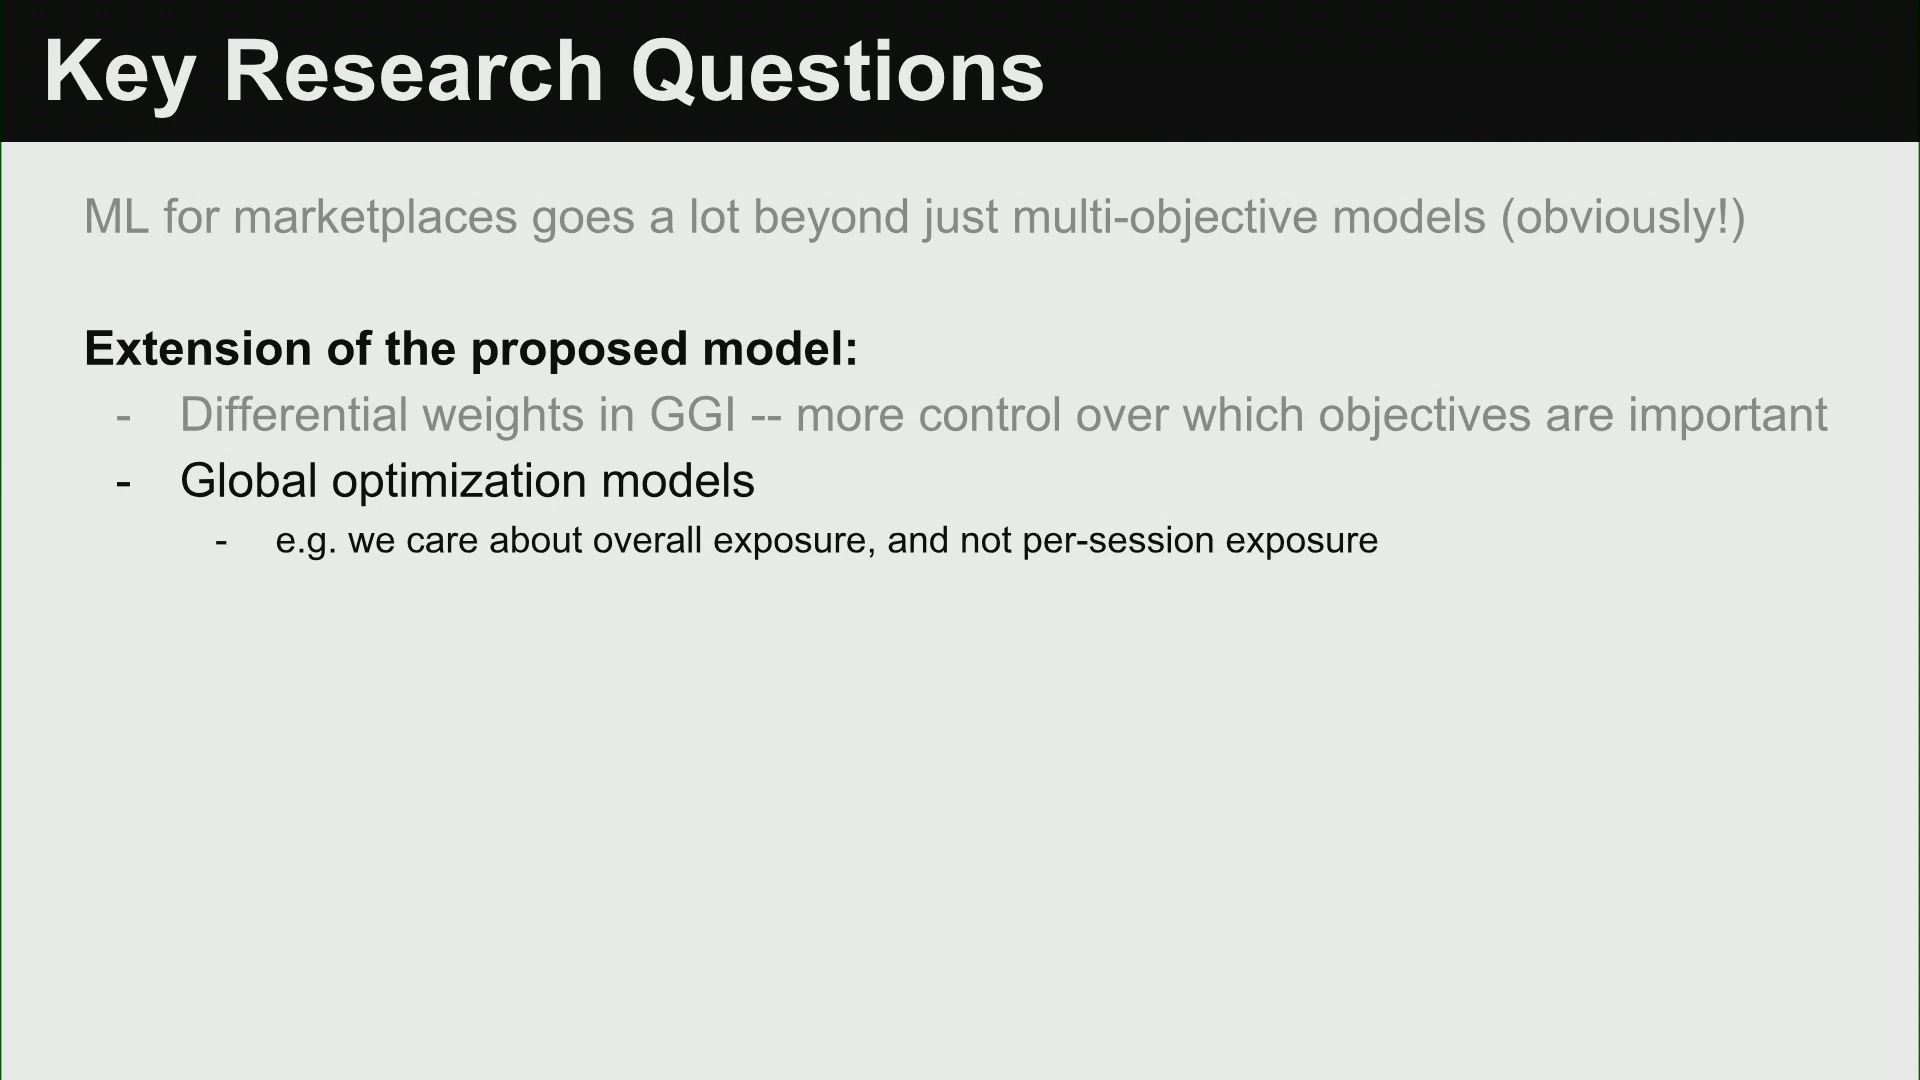 Key Research Questions
ML for marketplaces goes a lot beyond just multi-objective models (obviously!)
Extension of the proposed model:
- Differential weights in GGI -- more control over which objectives are important
- Global optimization models
- e.g. we care about overall exposure, and not per-session exposure